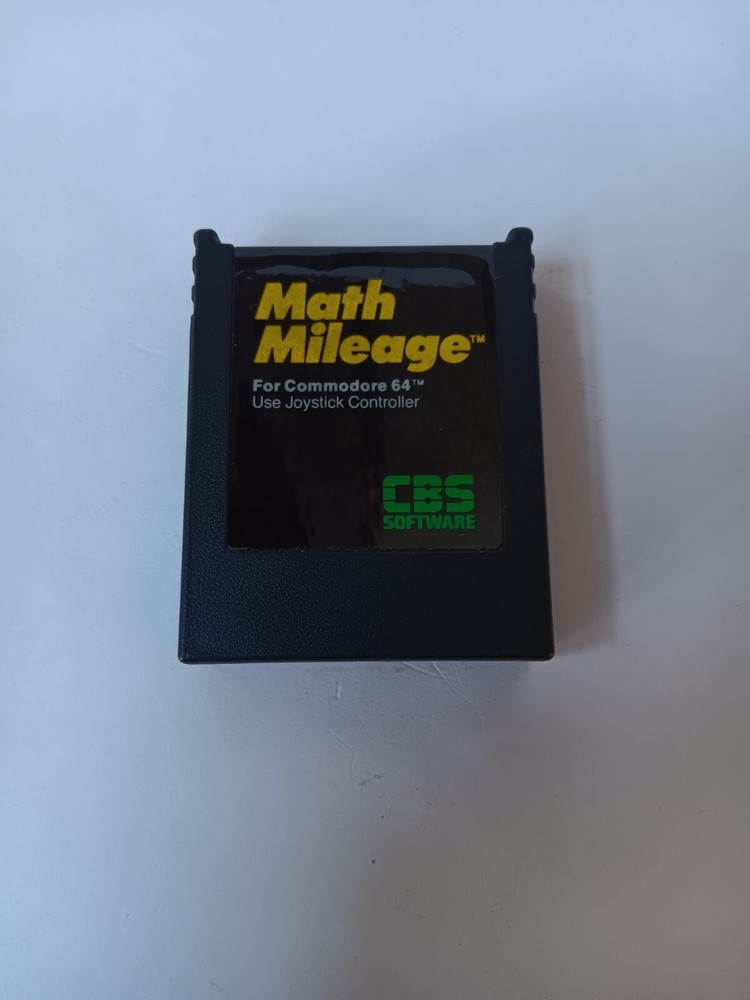 Math
Mileage™
For Commodore 64™
Use Joystick Controller
CBS
SOFTWARE